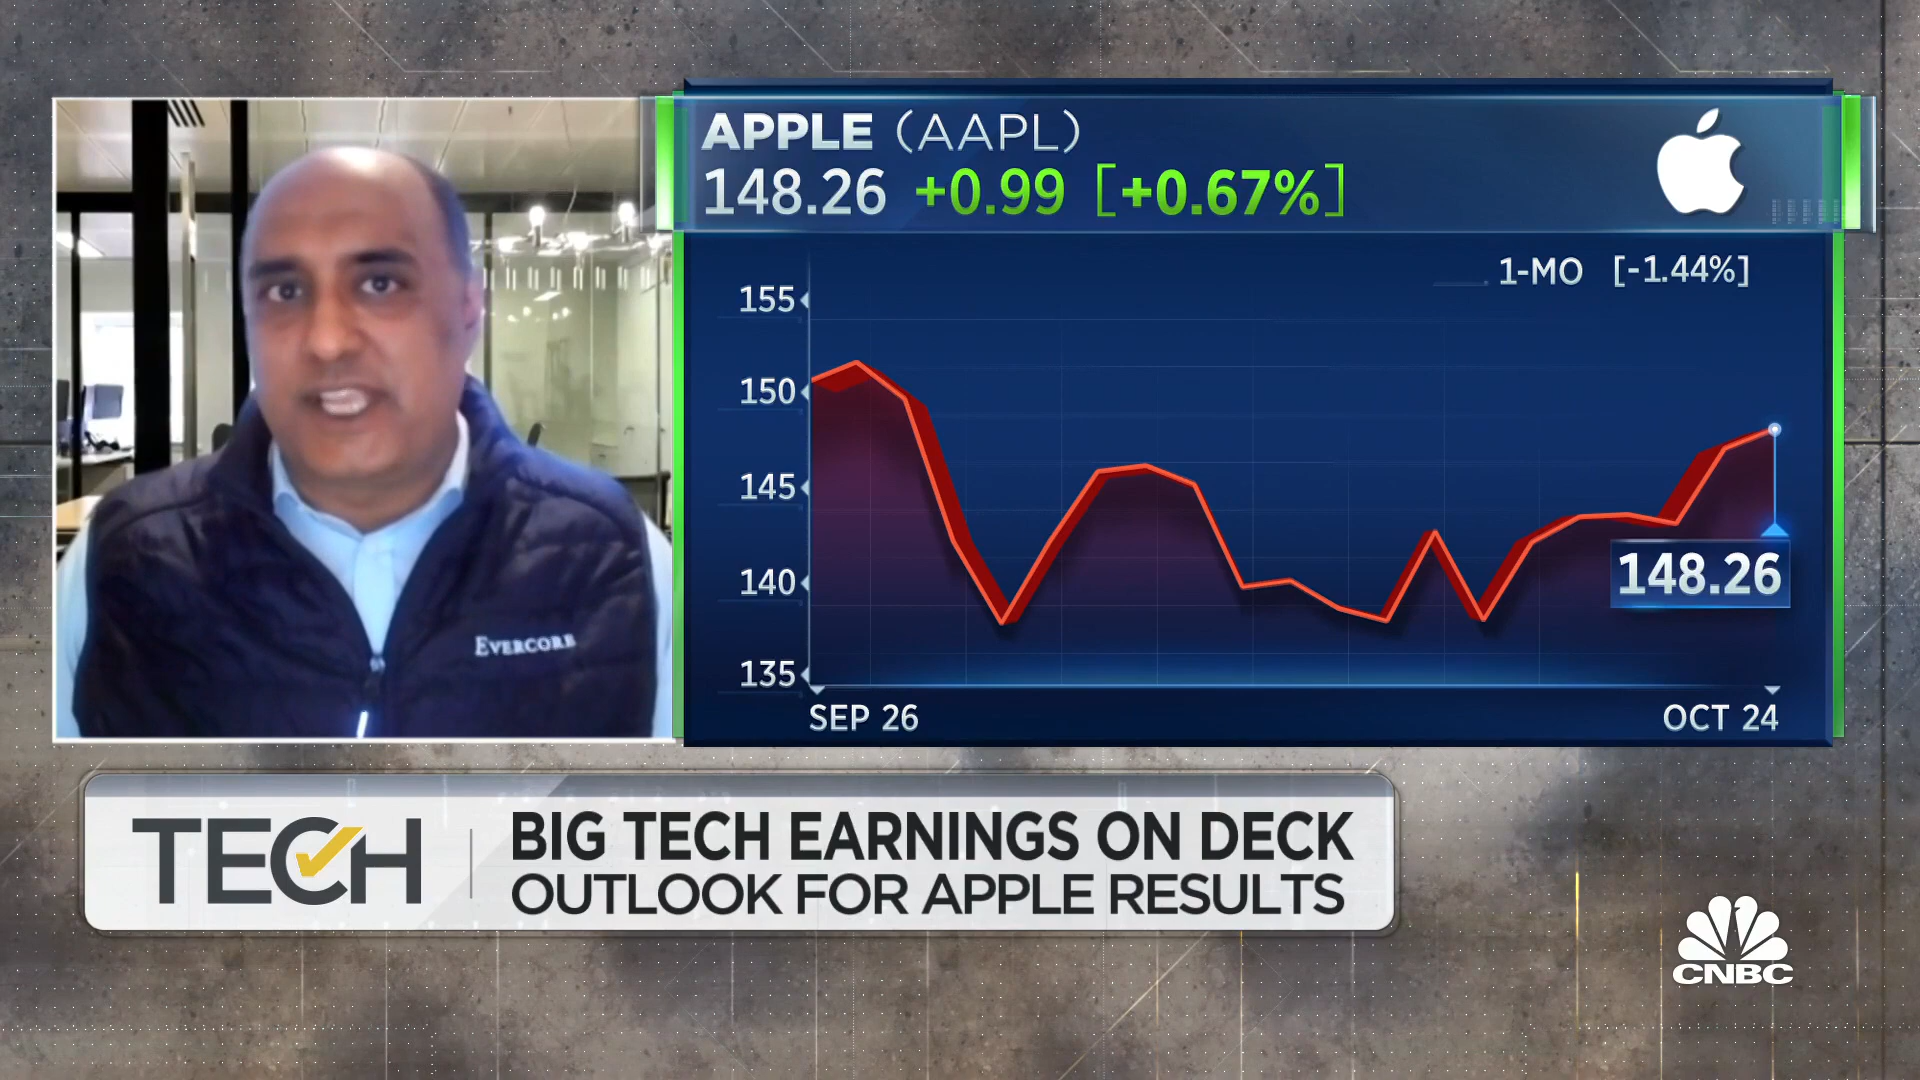 APPLE (AAPL)
148.26 +0.99 [+0.67%]
1-MO [-1.44%]
155
150
145
140
135
148.26
SEP 26
OCT 24
EVERCORE
TECH
BIG TECH EARNINGS ON DECK
OUTLOOK FOR APPLE RESULTS
CNBC